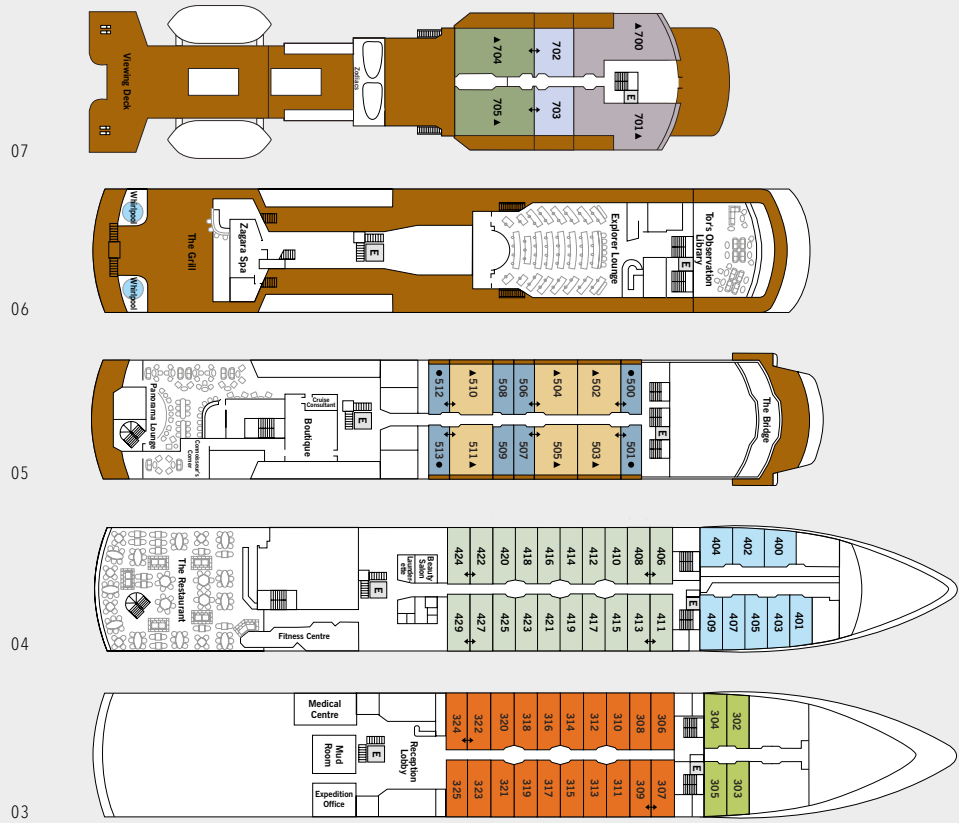 ▲700
▲704
702
705▲
703
701▲
E
Viewing Deck
Zodiacs
07
Whirlpool
Whirlpool
The Grill
Zagara Spa
E
Explorer Lounge
Tor's Observation
Library
E
06
Panorama Lounge
Connoisseur's
Corner
Cruise
Consultant
Boutique
E
●512
▲510
508
506
▲504
▲502
●500
513●
511▲
509
507
505▲
503▲
501●
E
The Bridge
05
The Restaurant
Fitness Centre
E
Beauty
Salon
Launder-
ette
424
422
420
418
416
414
412
410
408
406
429
427
425
423
421
419
417
415
413
411
E
404
402
400
409
407
405
403
401
04
Medical
Centre
Mud
Room
Expedition
Office
E
Reception
Lobby
324
322
320
318
316
314
312
310
308
306
325
323
321
319
317
315
313
311
309
307
E
304
302
305
303
03